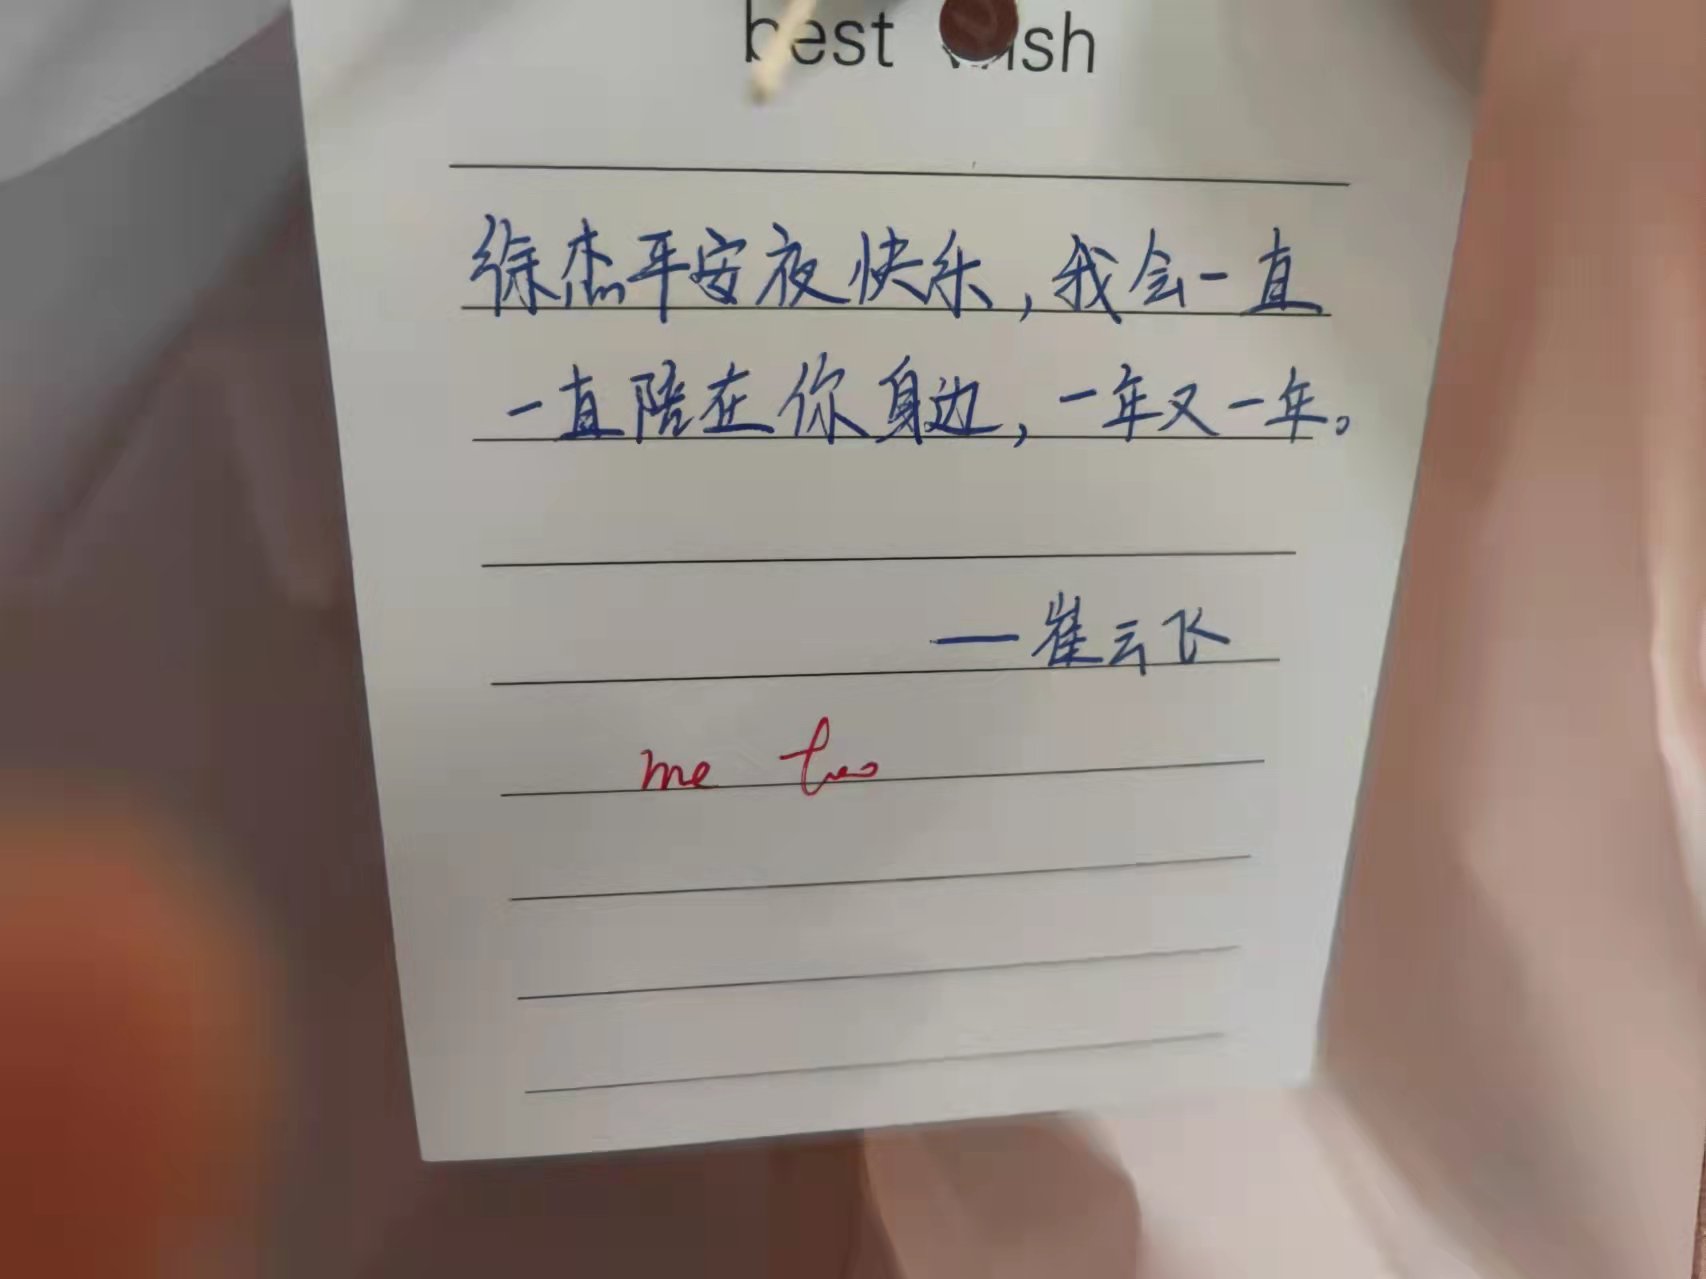 best wish
徐杰平安夜快乐，我会一直
一直陪在你身边，一年又一年。
——崔云飞
me two